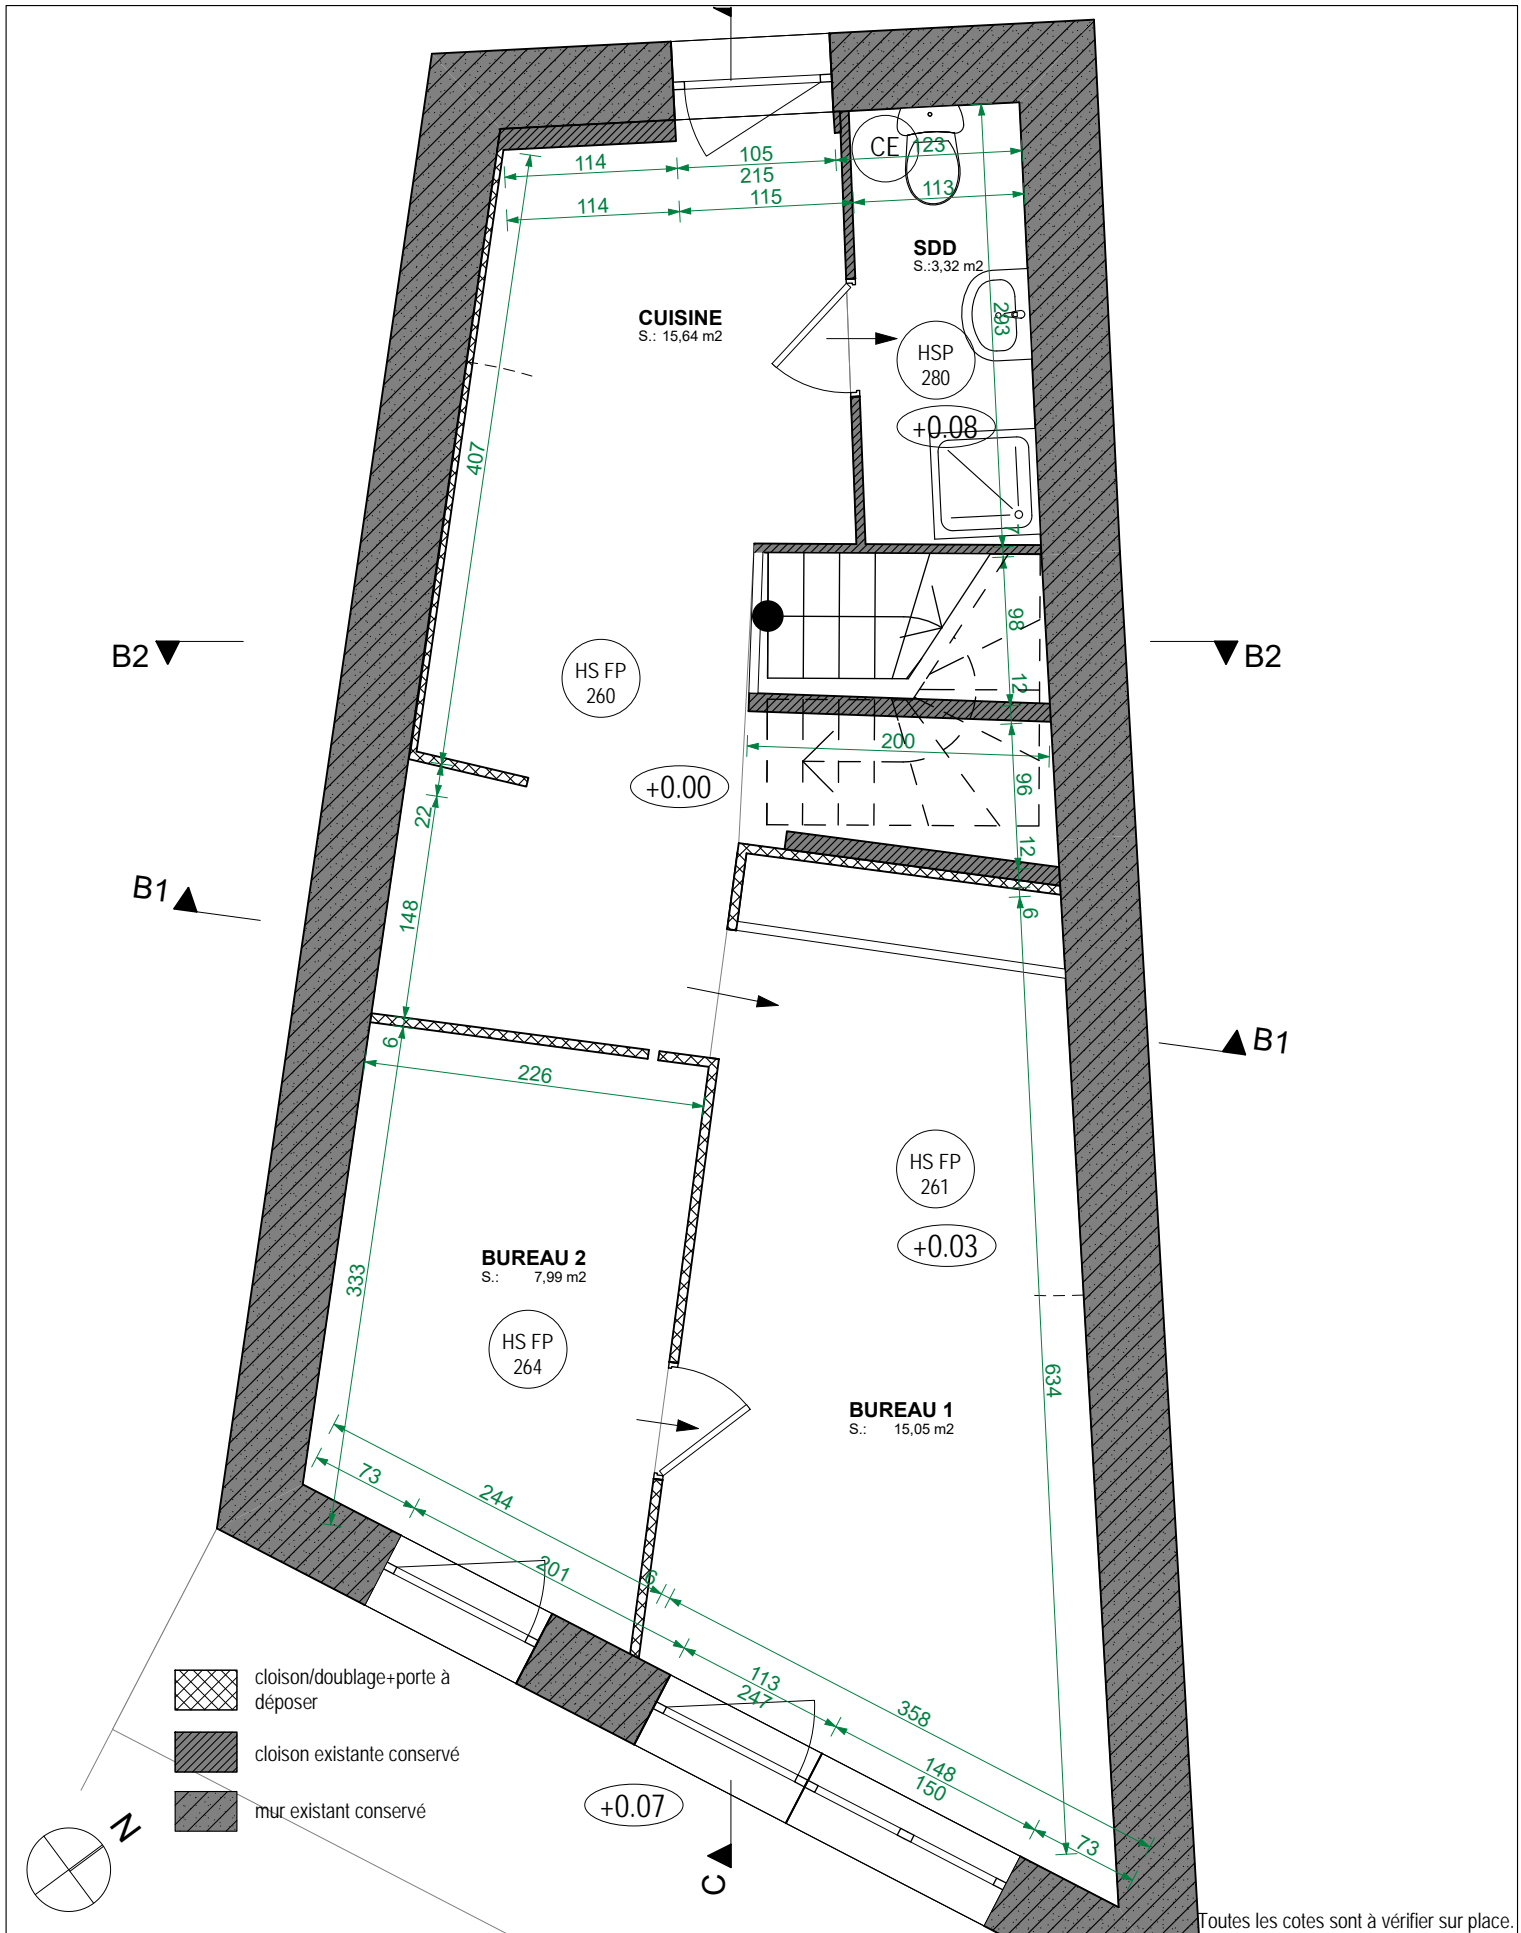 114
105
215
123
CE
114
115
113
SDD
S.:3,32 m2
CUISINE
S.: 15,64 m2
293
HSP
280
+0.08
407
7
98
B2
B2
HS FP
260
12
200
+0.00
96
22
12
B1
148
6
6
B1
226
HS FP
261
+0.03
BUREAU 2
S.: 7,99 m2
333
HS FP
264
634
BUREAU 1
S.: 15,05 m2
73
244
201
6
113
247
358
148
150
73
cloison/doublage+porte à
déposer
cloison existante conservé
mur existant conservé
+0.07
N
C
Toutes les cotes sont à vérifier sur place.